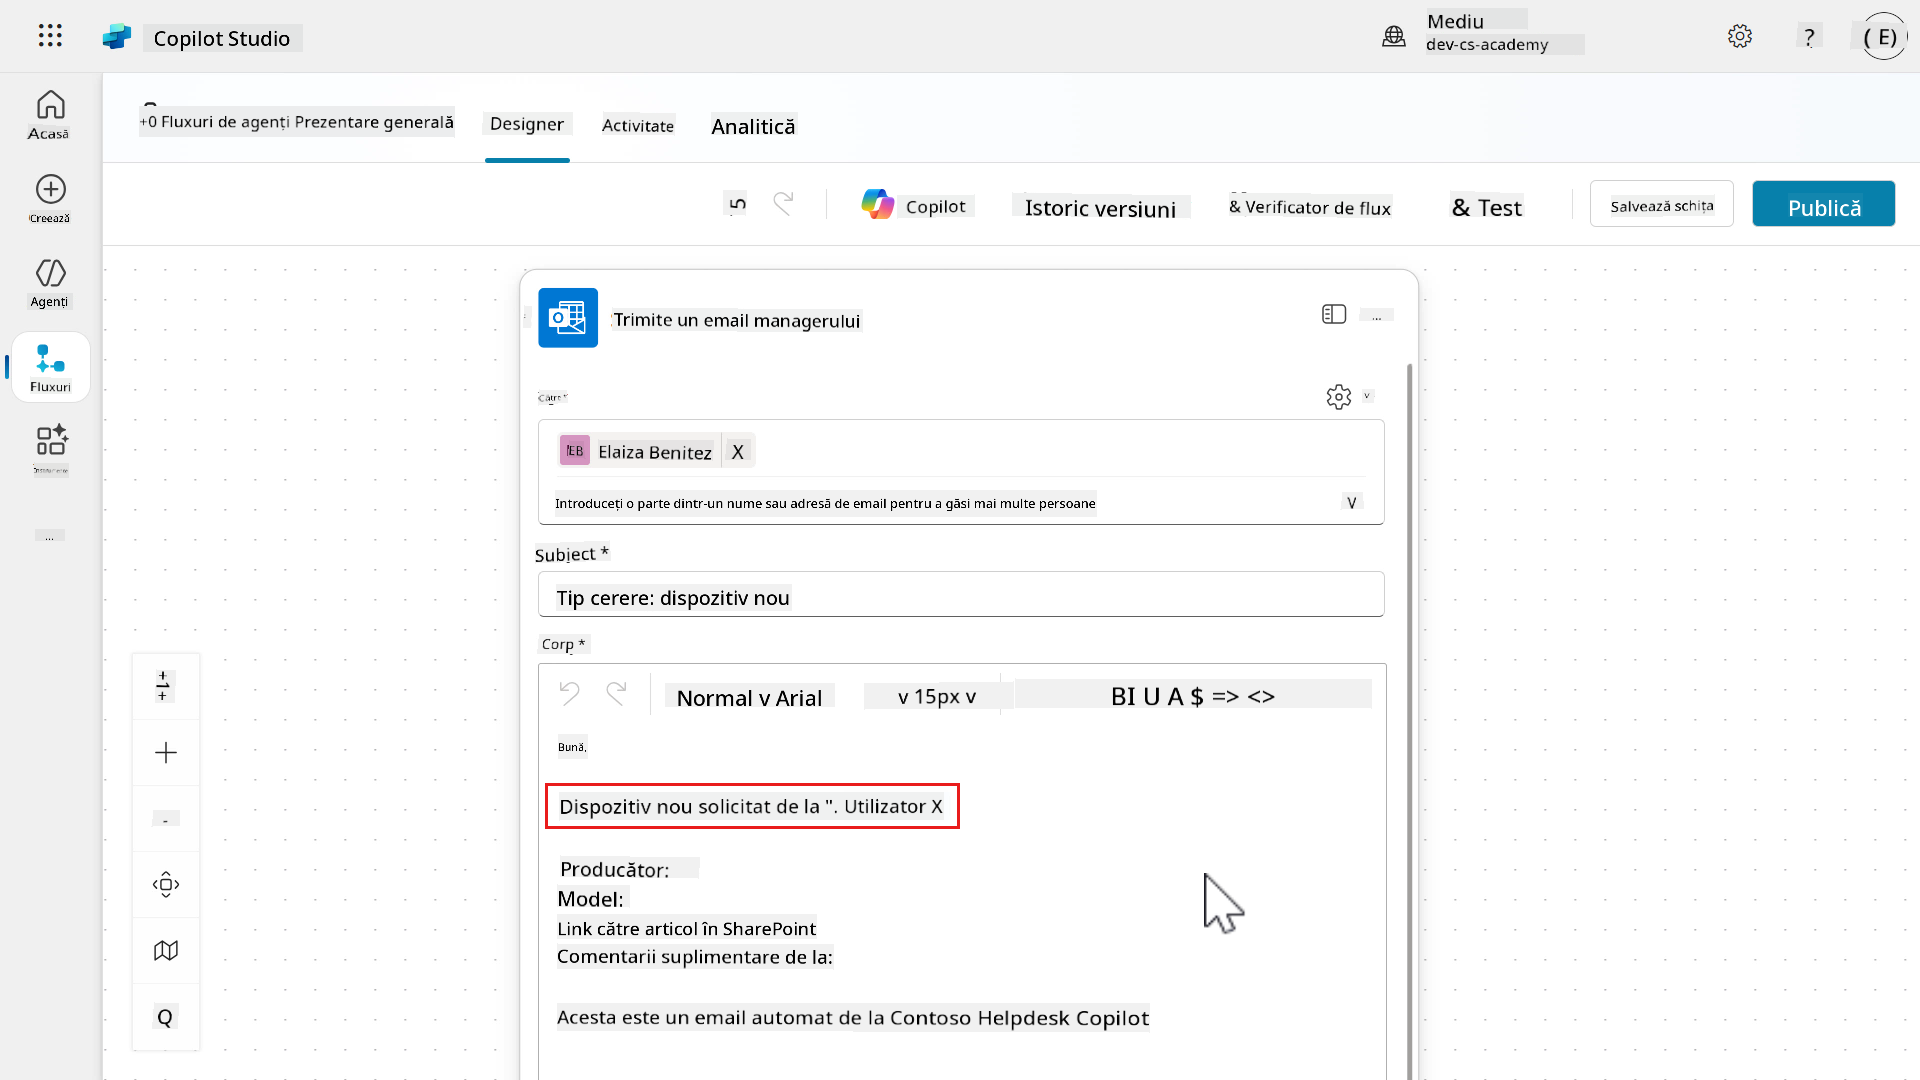 Copilot Studio
Mediu
dev-cs-academy
?
( E)
Acasă
Creează
Agenți
Fluxuri
...
+0 Fluxuri de agenți Prezentare generală
Designer
Activitate
Analitică
Copilot
Istoric versiuni
& Verificator de flux
& Test
Salvează schița
Publică
Trimite un email managerului
...
Către *
v
EB
Elaiza Benitez
X
Introduceți o parte dintr-un nume sau adresă de email pentru a găsi mai multe persoane
V
Subiect *
Tip cerere: dispozitiv nou
Corp *
Normal v Arial
v 15px v
BI U A $ => <>
Bună,
Dispozitiv nou solicitat de la ". Utilizator X
Producător:
Model:
Link către articol în SharePoint
Comentarii suplimentare de la:
Acesta este un email automat de la Contoso Helpdesk Copilot
Q